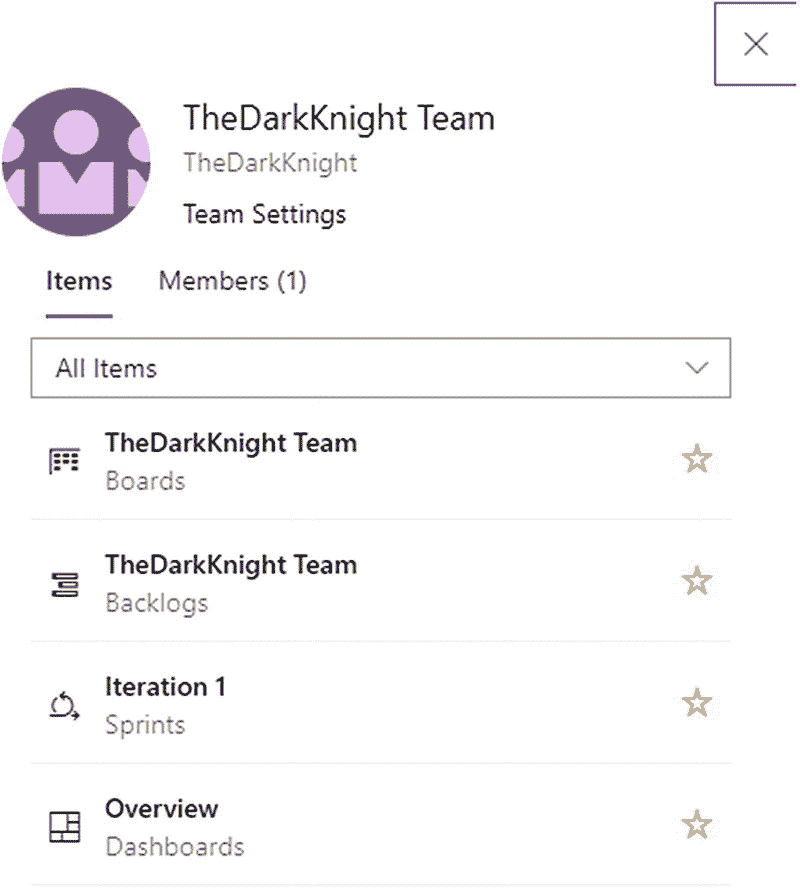 TheDarkKnight Team
TheDarkKnight
Team Settings
Items
Members (1)
All Items
TheDarkKnight Team
Boards
TheDarkKnight Team
Backlogs
Iteration 1
Sprints
Overview
Dashboards